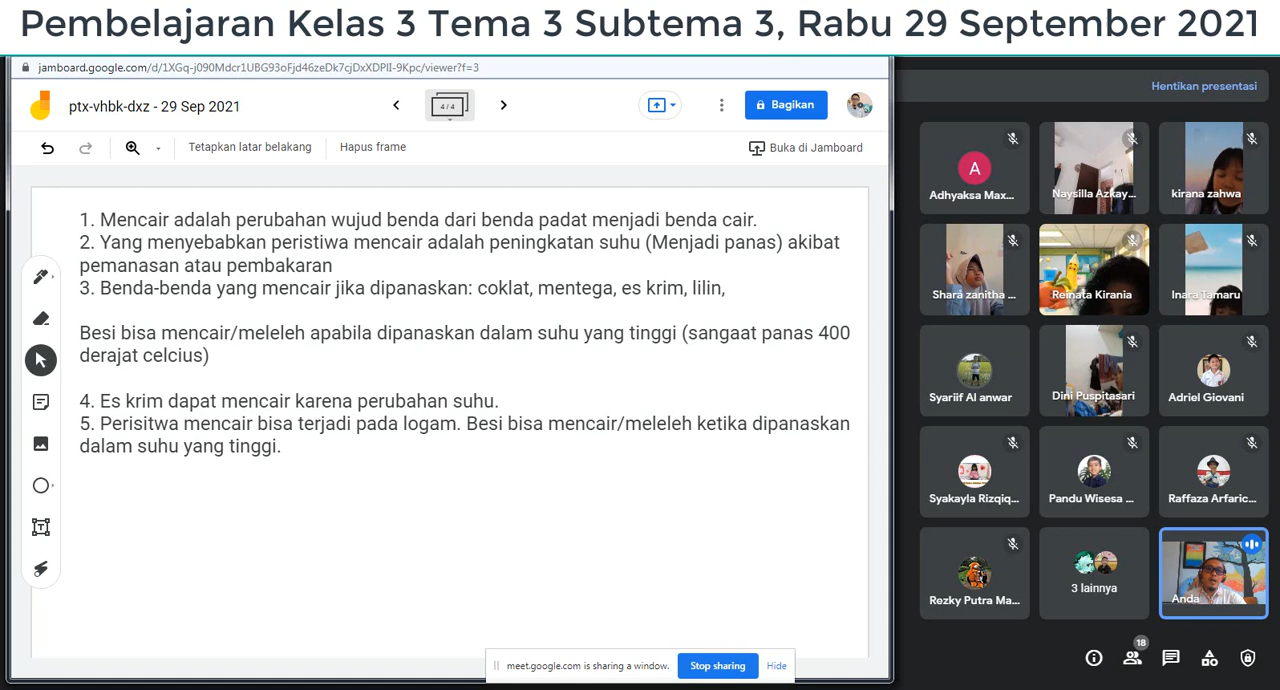 Pembelajaran Kelas 3 Tema 3 Subtema 3, Rabu 29 September 2021
jamboard.google.com/d/1XGq-j090Mdcr1UBG93oFjd46zeDk7cjDxXDPlI-9Kpc/viewer?f=3
Hentikan presentasi
ptx-vhbk-dxz - 29 Sep 2021
4/4
Bagikan
Tetapkan latar belakang
Hapus frame
Buka di Jamboard
1. Mencair adalah perubahan wujud benda dari benda padat menjadi benda cair.
2. Yang menyebabkan peristiwa mencair adalah peningkatan suhu (Menjadi panas) akibat
pemanasan atau pembakaran
3. Benda-benda yang mencair jika dipanaskan: coklat, mentega, es krim, lilin,
Besi bisa mencair/meleleh apabila dipanaskan dalam suhu yang tinggi (sangaat panas 400
derajat celcius)
4. Es krim dapat mencair karena perubahan suhu.
5. Perisitwa mencair bisa terjadi pada logam. Besi bisa mencair/meleleh ketika dipanaskan
dalam suhu yang tinggi.
A
Adhyaksa Max...
Naysilla Azkay...
kirana zahwa
Shara zanitha ...
Reinata Kirania
Inara Tamaru
Syariif Al anwar
Dini Puspitasari
Adriel Giovani
Syakayla Rizqiq...
Pandu Wisesa ...
Raffaza Arfaric...
Rezky Putra Ma...
3 lainnya
Anda
18
meet.google.com is sharing a window.
Stop sharing
Hide